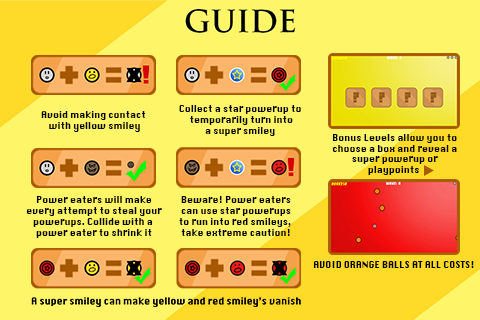 GUIDE
Avoid making contact
with yellow smiley
Collect a star powerup to
temporarily turn into
a super smiley
Bonus Levels allow you to
choose a box and reveal a
super powerup or
playpoints
Power eaters will make
every attempt to steal your
powerups. Collide with a
power eater to shrink it
Beware! Power eaters
can use star powerups
to run into red smileys,
take extreme caution!
AVOID ORANGE BALLS AT ALL COSTS!
A super smiley can make yellow and red smiley's vanish